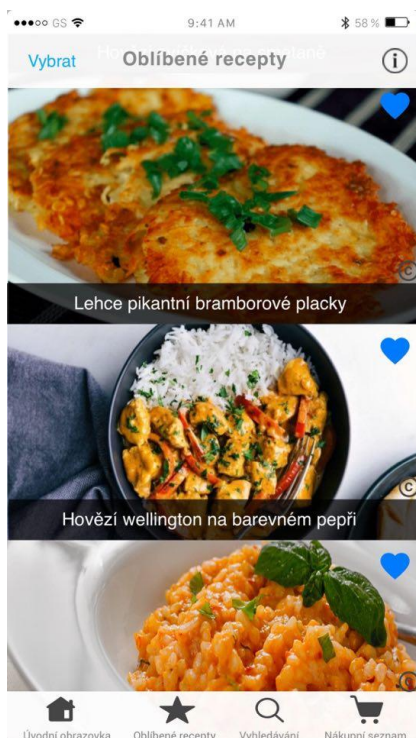 GS
9:41 AM
58 %
Vybrat
Oblíbené recepty
Lehce pikantní bramborové placky
Hovězí wellington na barevném pepři
Úvodní obrazovka
Oblíbené recepty
Vyhledávání
Nákupní seznam